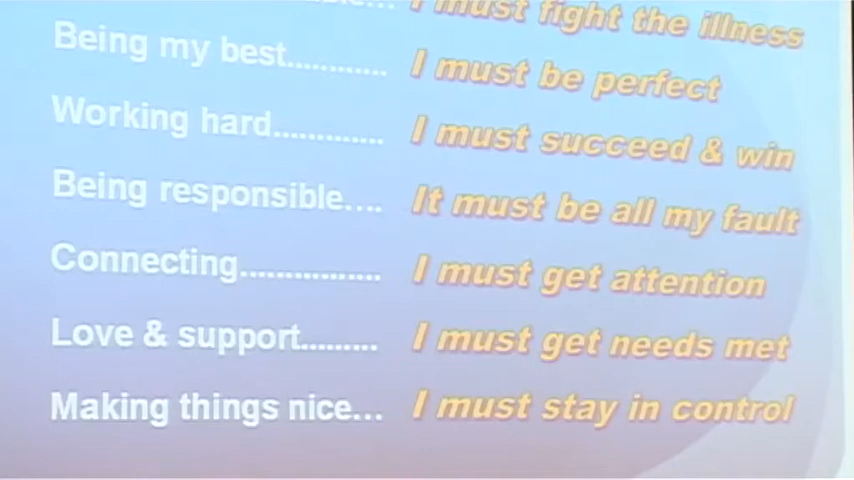 I must fight the illness
Being my best............ I must be perfect
Working hard............. I must succeed & win
Being responsible.... It must be all my fault
Connecting................ I must get attention
Love & support......... I must get needs met
Making things nice... I must stay in control